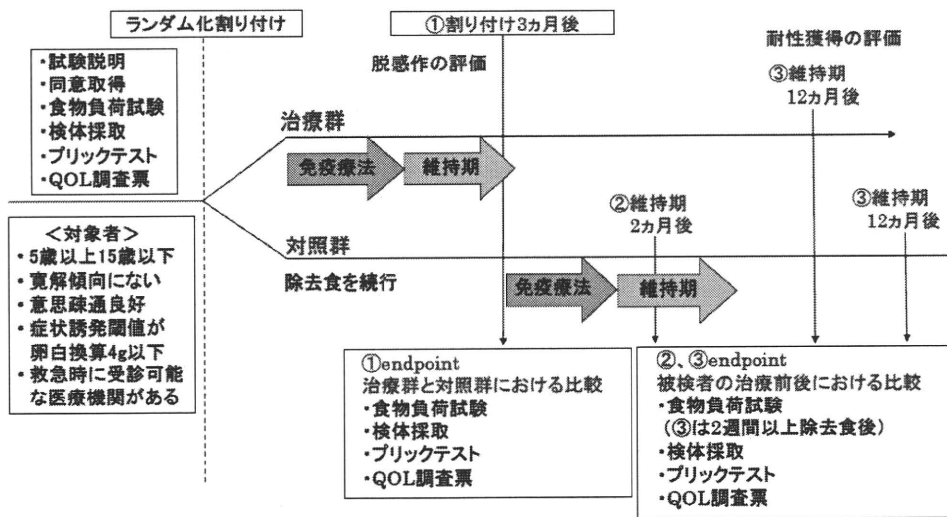 ランダム化割り付け
・試験説明
・同意取得
・食物負荷試験
・検体採取
・プリックテスト
・QOL調査票
＜対象者＞
・5歳以上15歳以下
・寛解傾向にない
・意思疎通良好
・症状誘発閾値が
卵白換算4g以下
・救急時に受診可能
な医療機関がある
①割り付け3ヵ月後
脱感作の評価
耐性獲得の評価
③維持期
12ヵ月後
治療群
免疫療法
維持期
②維持期
2ヵ月後
③維持期
12ヵ月後
対照群
除去食を続行
免疫療法
維持期
①endpoint
治療群と対照群における比較
・食物負荷試験
・検体採取
・プリックテスト
・QOL調査票
②、③endpoint
被検者の治療前後における比較
・食物負荷試験
(③は2週間以上除去食後)
・検体採取
・プリックテスト
・QOL調査票